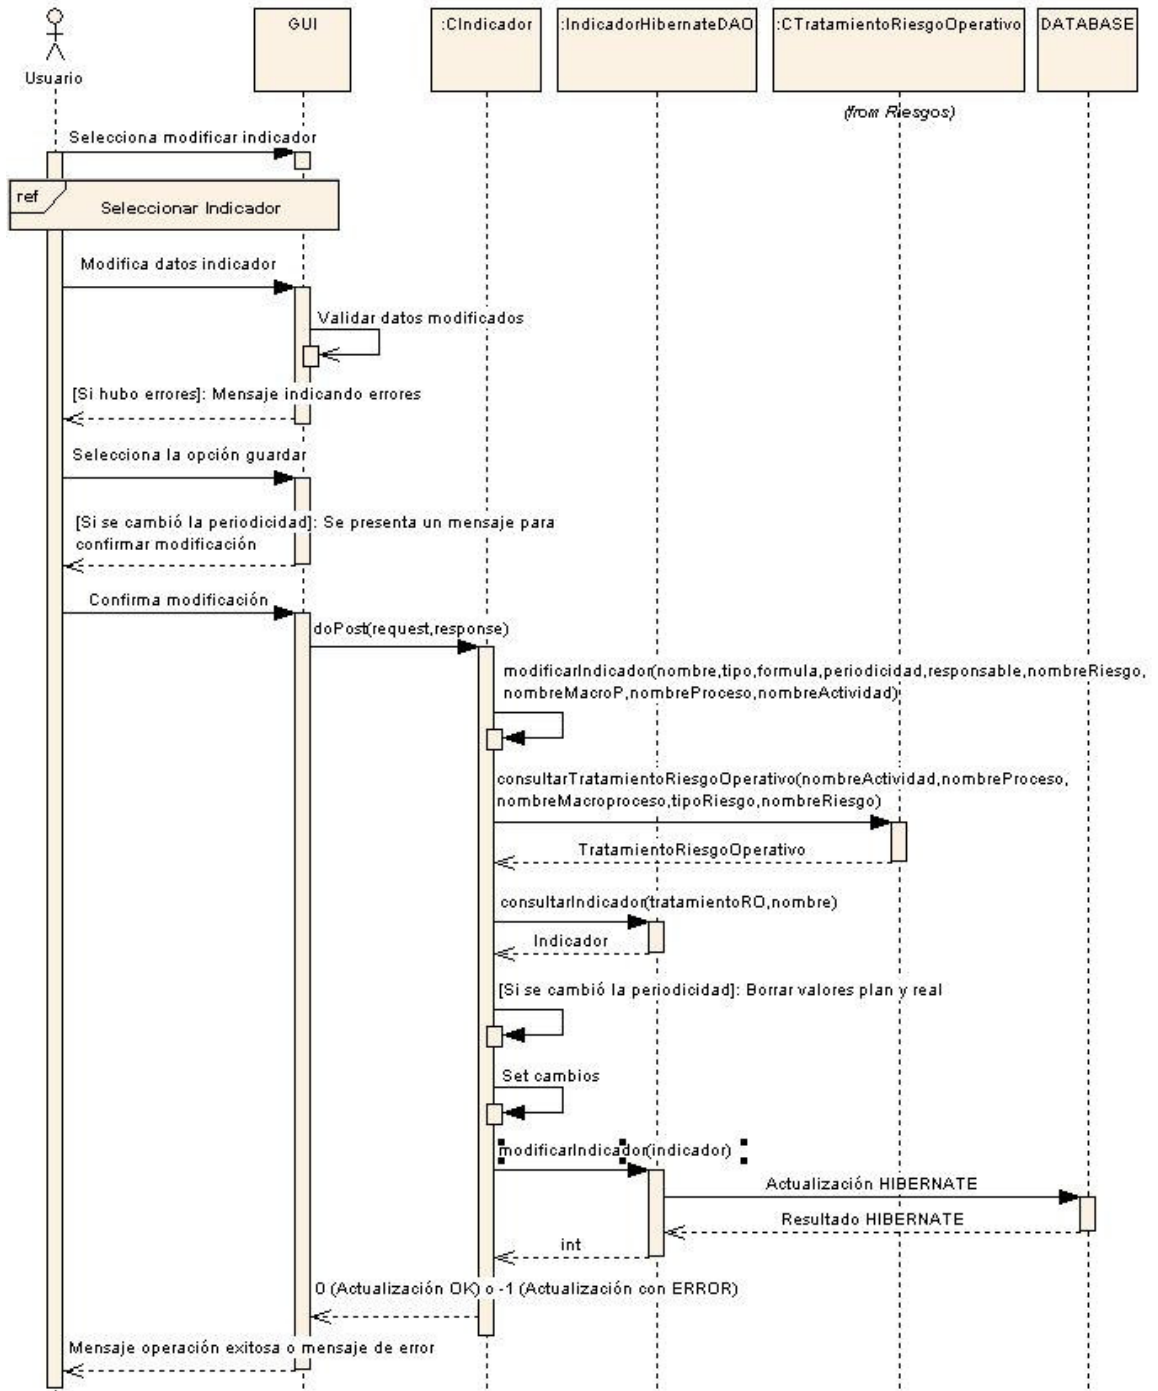 GUI
:CIndicador
:IndicadorHibernateDAO
:CTratamientoRiesgoOperativo
DATABASE
Usuario
(from Riesgos)
Selecciona modificar indicador
ref
Seleccionar Indicador
Modifica datos indicador
Validar datos modificados
[Si hubo errores]: Mensaje indicando errores
Selecciona la opción guardar
[Si se cambió la periodicidad]: Se presenta un mensaje para
confirmar modificación
Confirma modificación
doPost(request,response)
modificarIndicador(nombre,tipo,formula,periodicidad,responsable,nombreRiesgo,
nombreMacroP,nombreProceso,nombreActividad)
consultarTratamientoRiesgoOperativo(nombreActividad,nombreProceso,
nombreMacroproceso,tipoRiesgo,nombreRiesgo)
TratamientoRiesgoOperativo
consultarIndicador(tratamientoRO,nombre)
Indicador
[Si se cambió la periodicidad]: Borrar valores plan y real
Set cambios
modificarIndicador(indicador)
Actualización HIBERNATE
Resultado HIBERNATE
int
0 (Actualización OK) o -1 (Actualización con ERROR)
Mensaje operación exitosa o mensaje de error